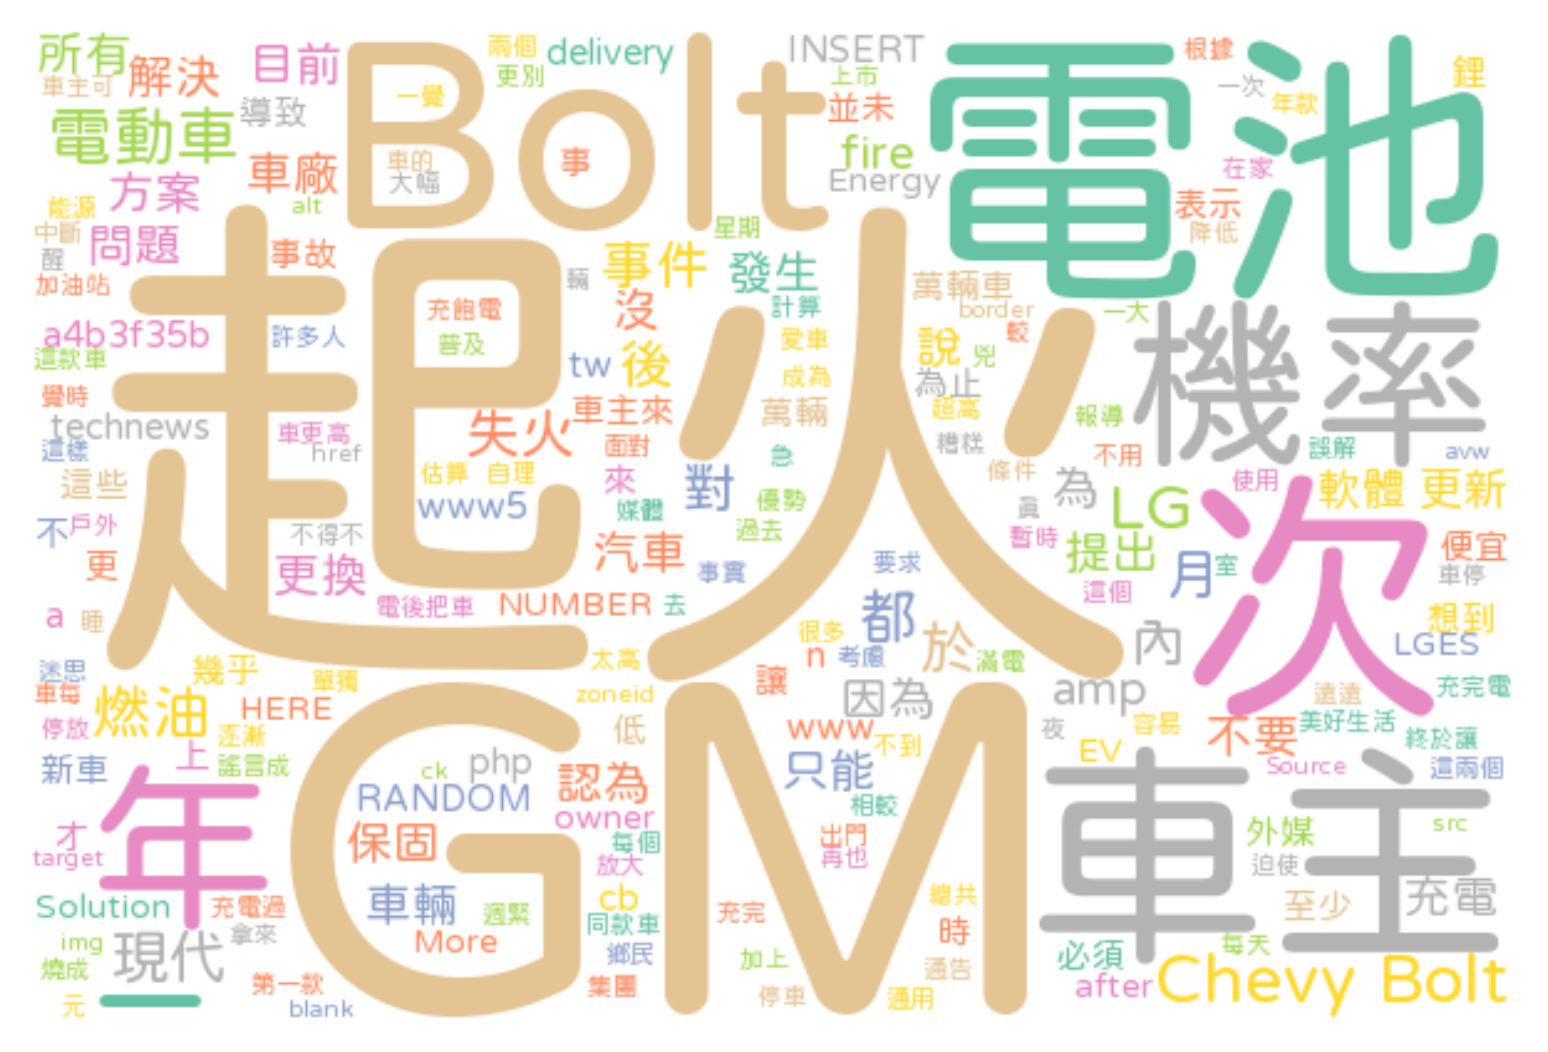 所有
解決
目前
兩個
更別
delivery
INSERT
上市
根據
一次
鋰
車主可
電動車
導致
一覺
Bolt
並未
電池
年款
車廠
車的
大幅
事
fire
Energy
在家
方案
alt
能源
表示
中斷
問題
事故
星期
降低
醒
加油站
事件
發生
輛
萬輛車
border
a4b3f35b
許多人
充飽電
沒
計算
較
一大
機率
這款車
普及
tw
後
愛車
說
兇
起火
覺時
成為
為止
technews
車更高
失火
車主來
萬輛
超高
報導
這樣
href
面對
急
糟糕
不用
誤解
avw
這些
估算
自理
來
對
條件
為
使用
軟體
更新
www5
媒體
優勢
真
LG
次
不
戶外
不得不
過去
暫時
提出
便宜
更
更換
汽車
事實
要求
月
室
車停
a
睡
電後把車
NUMBER
去
都
這個
想到
很多
於
內
LGES
迷思
幾乎
太高
n
考慮
滿電
車每
單獨
讓
燃油
HERE
zoneid
因為
amp
遠遠
充完電
停放
逐漸
GM
低
www
不到
夜
容易
不要
美好生活
終於讓
新車
上
謠言成
ck
php
認為
只能
EV
Source
這兩個
年
RANDOM
owner
相較
車主
才
target
保固
每個
出門
再也
外媒
src
放大
迫使
Solution
充電過
車輛
週緊
cb
充完
總共
至少
充電
img
現代
拿來
More
同款車
時
必須
每天
燒成
鄉民
加上
通告
一
第一款
集團
停車
通用
after
Chevy Bolt
元
blank